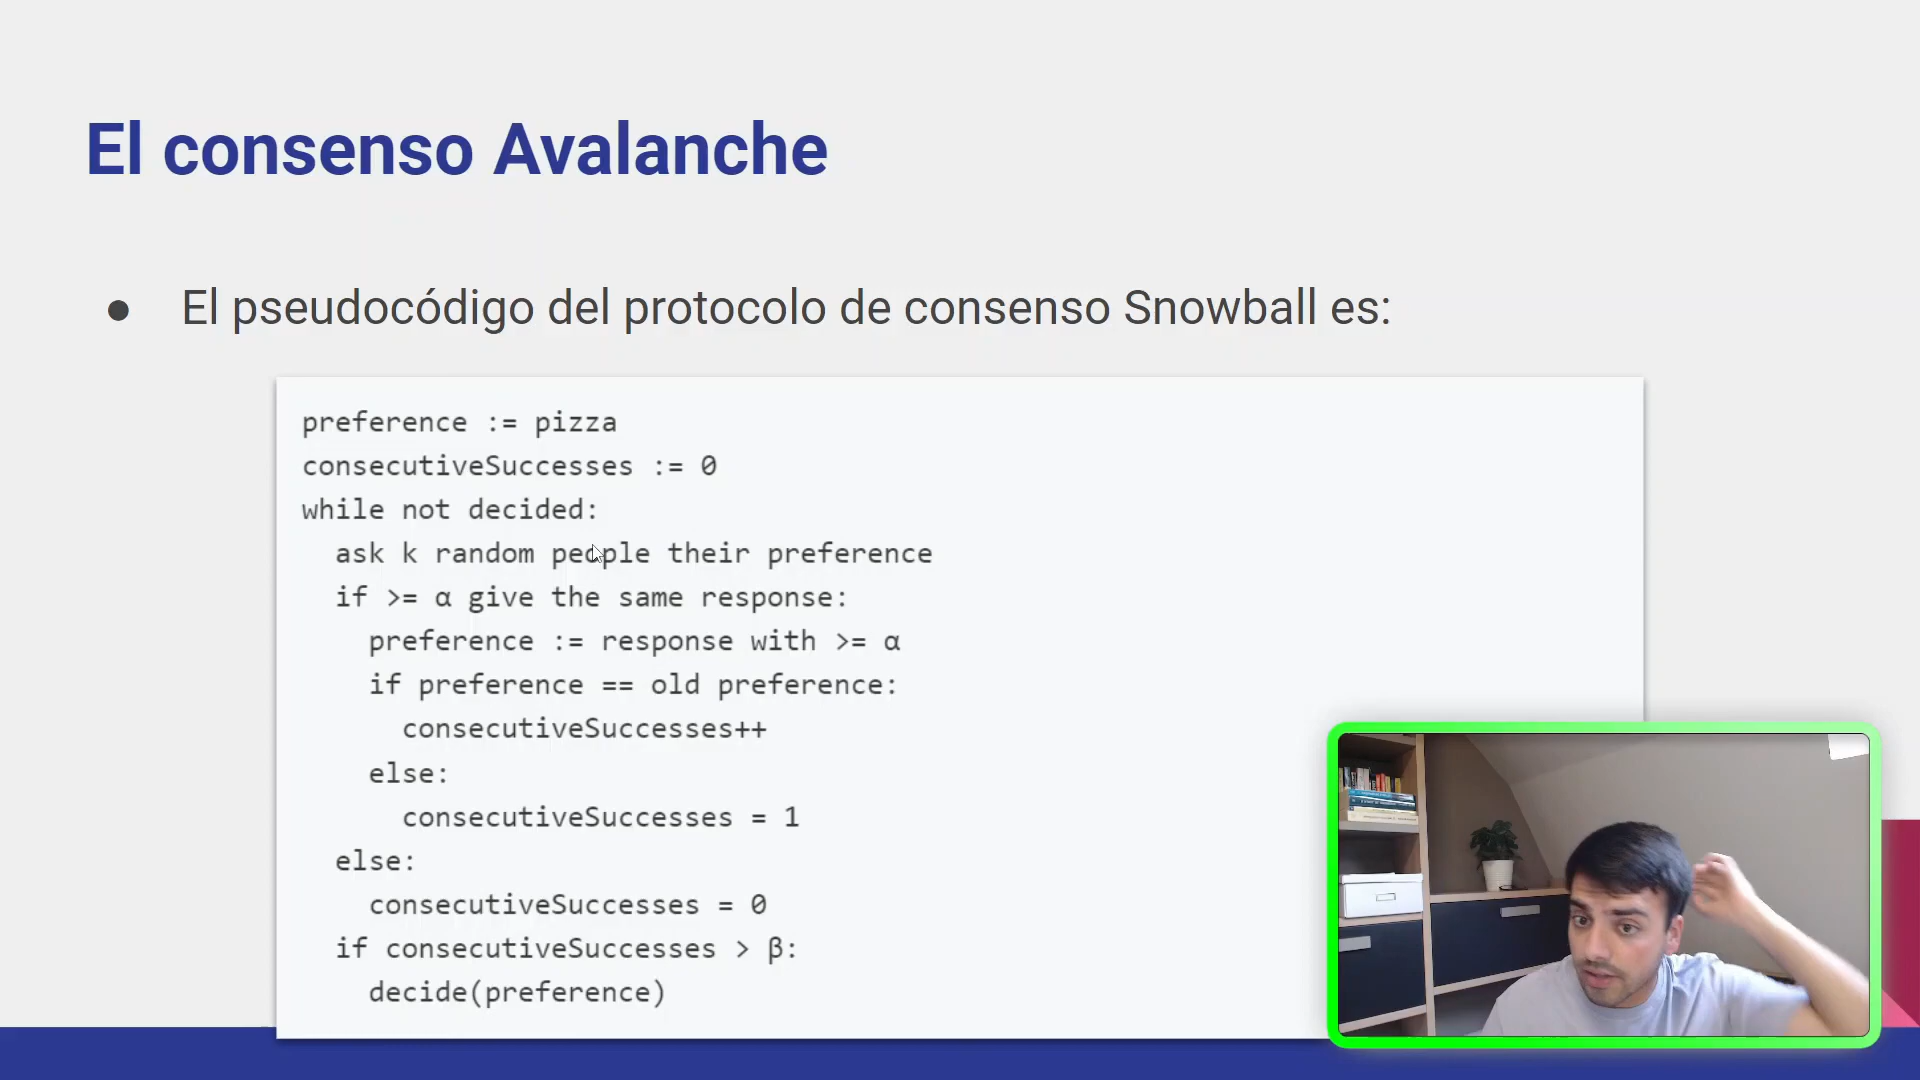 El consenso Avalanche
● El pseudocódigo del protocolo de consenso Snowball es:
preference := pizza
consecutiveSuccesses := 0
while not decided:
  ask k random people their preference
  if >= α give the same response:
    preference := response with >= α
    if preference == old preference:
      consecutiveSuccesses++
    else:
      consecutiveSuccesses = 1
  else:
    consecutiveSuccesses = 0
  if consecutiveSuccesses > β:
    decide(preference)